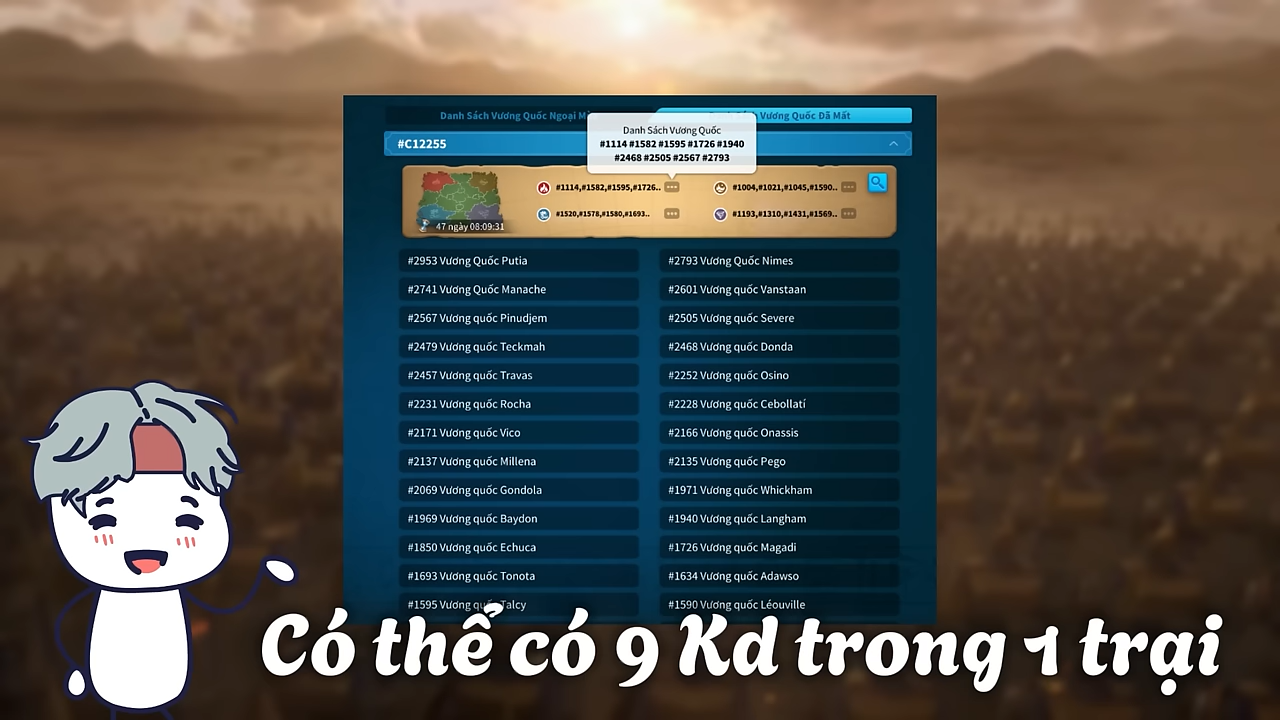 Danh Sách Vương Quốc Ngoại
Vương Quốc Đã Mất
Danh Sách Vương Quốc
#1114 #1582 #1595 #1726 #1940
#2468 #2505 #2567 #2793
#C12255
#1114,#1582,#1595,#1726..
#1004,#1021,#1045,#1590..
#1520,#1578,#1580,#1693..
#1193,#1310,#1431,#1569..
47 ngày 08:09:31
#2953 Vương Quốc Putia
#2793 Vương Quốc Nimes
#2741 Vương Quốc Manache
#2601 Vương quốc Vanstaan
#2567 Vương quốc Pinudjem
#2505 Vương quốc Severe
#2479 Vương quốc Teckmah
#2468 Vương quốc Donda
#2457 Vương quốc Travas
#2252 Vương quốc Osino
#2231 Vương quốc Rocha
#2228 Vương quốc Cebollatí
#2171 Vương quốc Vico
#2166 Vương quốc Onassis
#2137 Vương quốc Millena
#2135 Vương quốc Pego
#2069 Vương quốc Gondola
#1971 Vương quốc Whickham
#1969 Vương quốc Baydon
#1940 Vương quốc Langham
#1850 Vương quốc Echuca
#1726 Vương quốc Magadi
#1693 Vương quốc Tonota
#1634 Vương quốc Adawso
#1595 Vương quốc Talcy
#1590 Vương quốc Léouville
Có thể có 9 Kd trong 1 trại